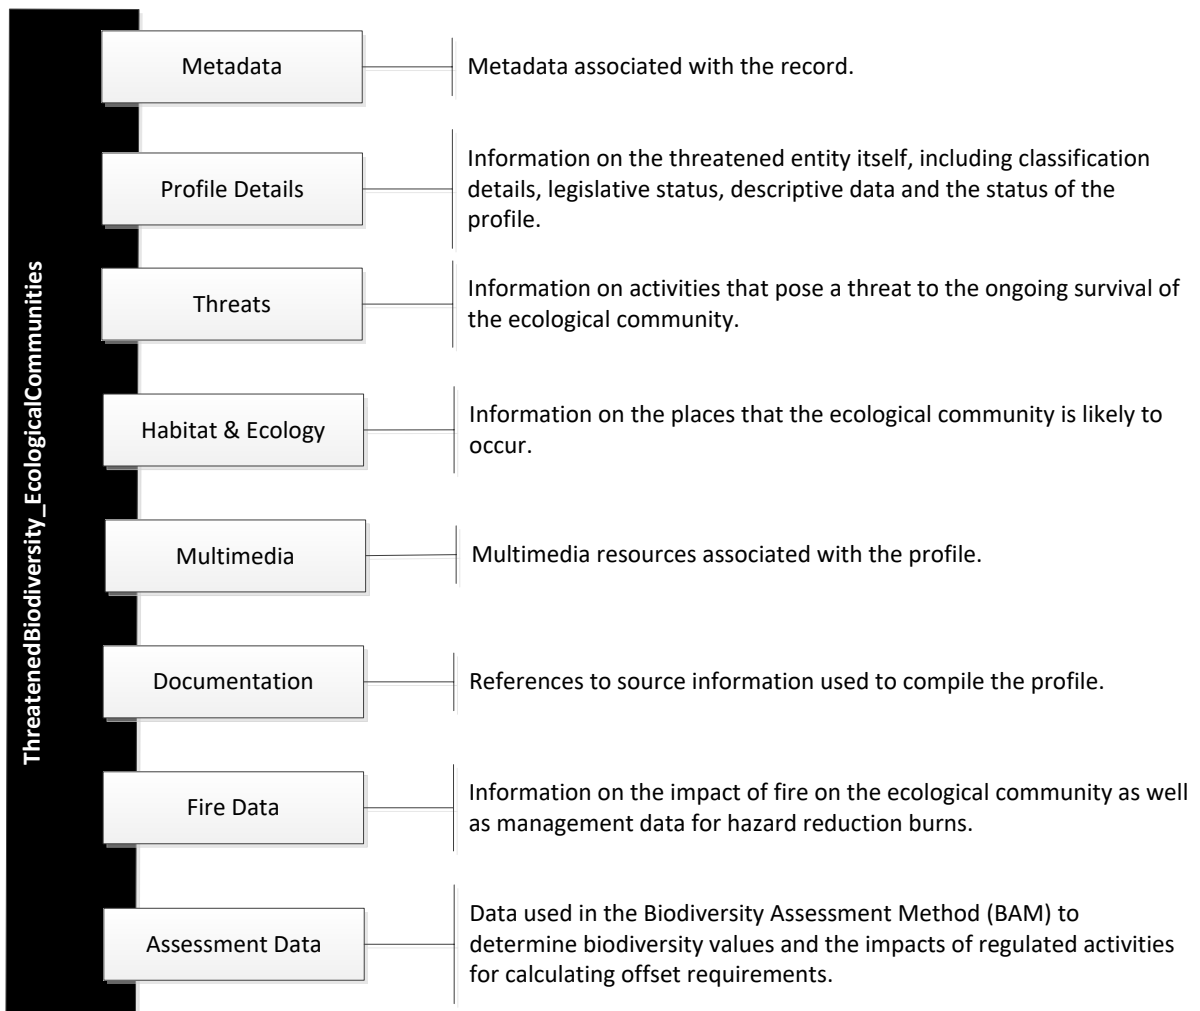 ThreatenedBiodiversity_EcologicalCommunities
Metadata
Metadata associated with the record.
Profile Details
Information on the threatened entity itself, including classification
details, legislative status, descriptive data and the status of the
profile.
Threats
Information on activities that pose a threat to the ongoing survival of
the ecological community.
Habitat & Ecology
Information on the places that the ecological community is likely to
occur.
Multimedia
Multimedia resources associated with the profile.
Documentation
References to source information used to compile the profile.
Fire Data
Information on the impact of fire on the ecological community as well
as management data for hazard reduction burns.
Assessment Data
Data used in the Biodiversity Assessment Method (BAM) to
determine biodiversity values and the impacts of regulated activities
for calculating offset requirements.